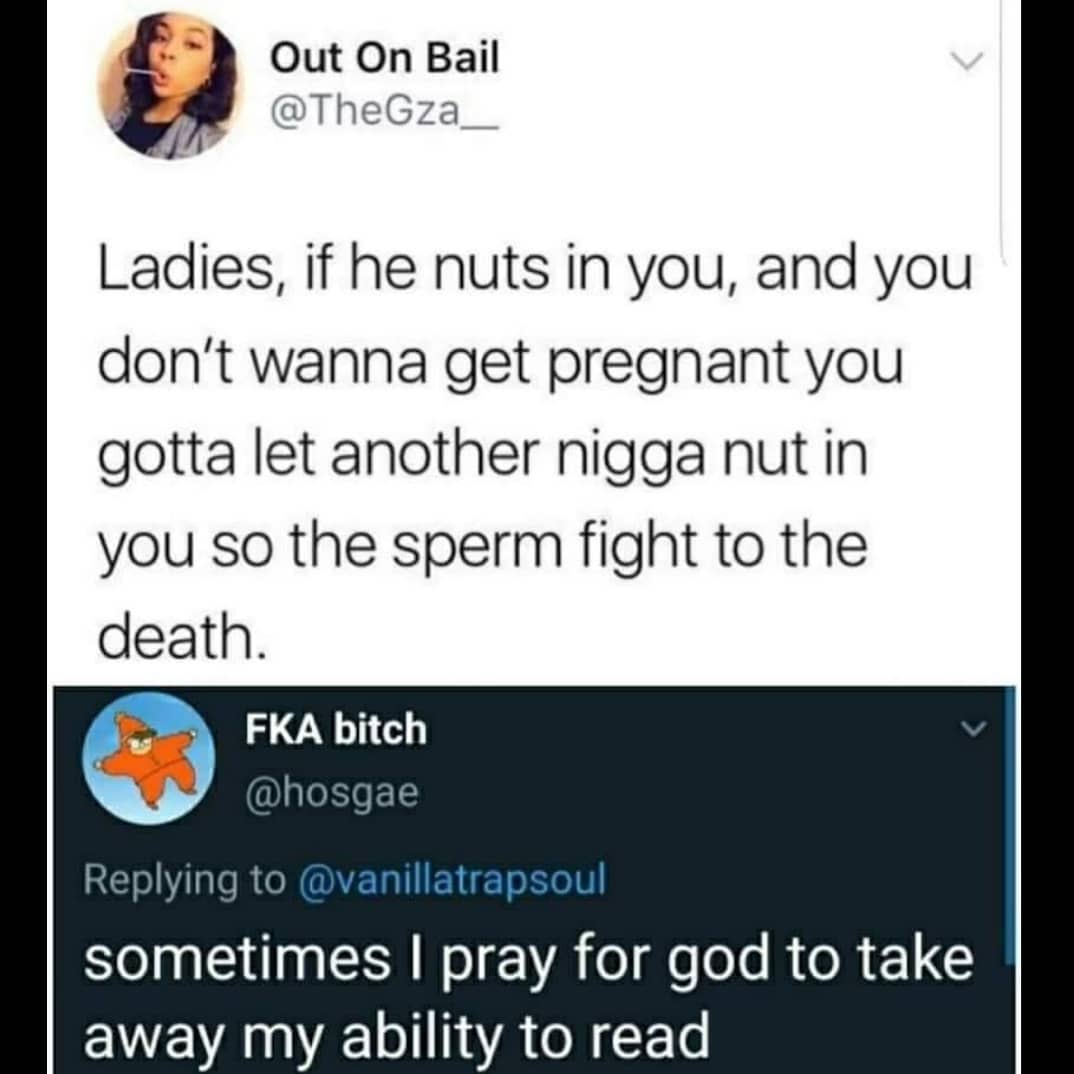 Out On Bail
@TheGza__
Ladies, if he nuts in you, and you
don't wanna get pregnant you
gotta let another nigga nut in
you so the sperm fight to the
death.
FKA bitch
@hosgae
Replying to @vanillatrapsoul
sometimes I pray for god to take
away my ability to read